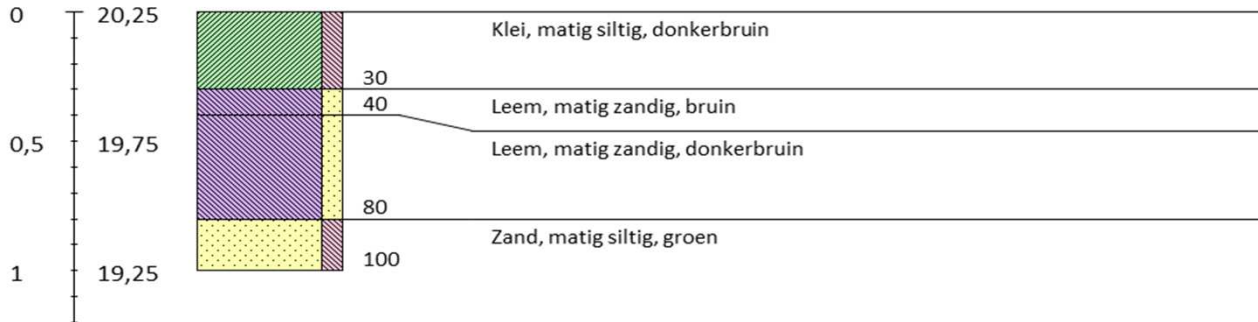 0 20,25 Klei, matig siltig, donkerbruin
30
40 Leem, matig zandig, bruin
0,5 19,75 Leem, matig zandig, donkerbruin
80
Zand, matig siltig, groen
100
1 19,25